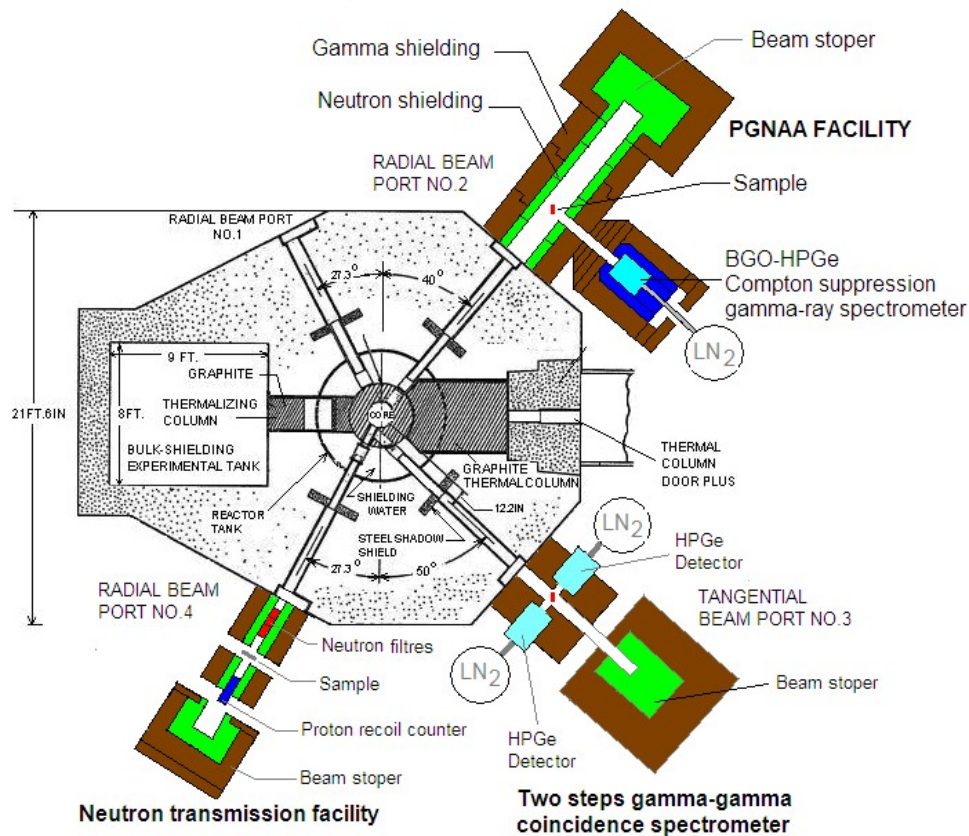 Gamma shielding
Beam stoper
Neutron shielding
PGNAA FACILITY
RADIAL BEAM
PORT NO.2
Sample
RADIAL BEAM PORT
NO.1
BGO-HPGe
Compton suppression
gamma-ray spectrometer
LN2
27.3°
40°
9 FT.
GRAPHITE
21FT.6IN
8FT.
THERMALIZING
COLUMN
CORE
BULK-SHIELDING
EXPERIMENTAL TANK
GRAPHITE
THERMAL COLUMN
THERMAL
COLUMN
DOOR PLUS
REACTOR
TANK
SHIELDING
WATER
12.2IN
STEEL SHADOW
SHIELD
27.3°
50°
LN2
HPGe
Detector
RADIAL BEAM
PORT NO.4
TANGENTIAL
BEAM PORT NO.3
Neutron filtres
LN2
Sample
Beam stoper
Proton recoil counter
HPGe
Detector
Beam stoper
Neutron transmission facility
Two steps gamma-gamma
coincidence spectrometer